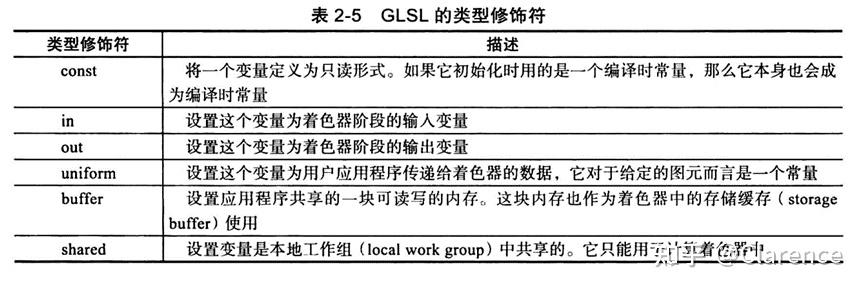 表 2-5 GLSL 的类型修饰符
类型修饰符 描述
const 将一个变量定义为只读形式。如果它初始化时用的是一个编译时常量，那么它本身也会成
为编译时常量
in 设置这个变量为着色器阶段的输入变量
out 设置这个变量为着色器阶段的输出变量
uniform 设置这个变量为用户应用程序传递给着色器的数据，它对于给定的图元而言是一个常量
buffer 设置应用程序共享的一块可读写的内存。这块内存也作为着色器中的存储缓存（storage
buffer）使用
shared 设置变量是本地工作组（local work group）中共享的。它只能用于计算着色器中
知乎 @Clarence